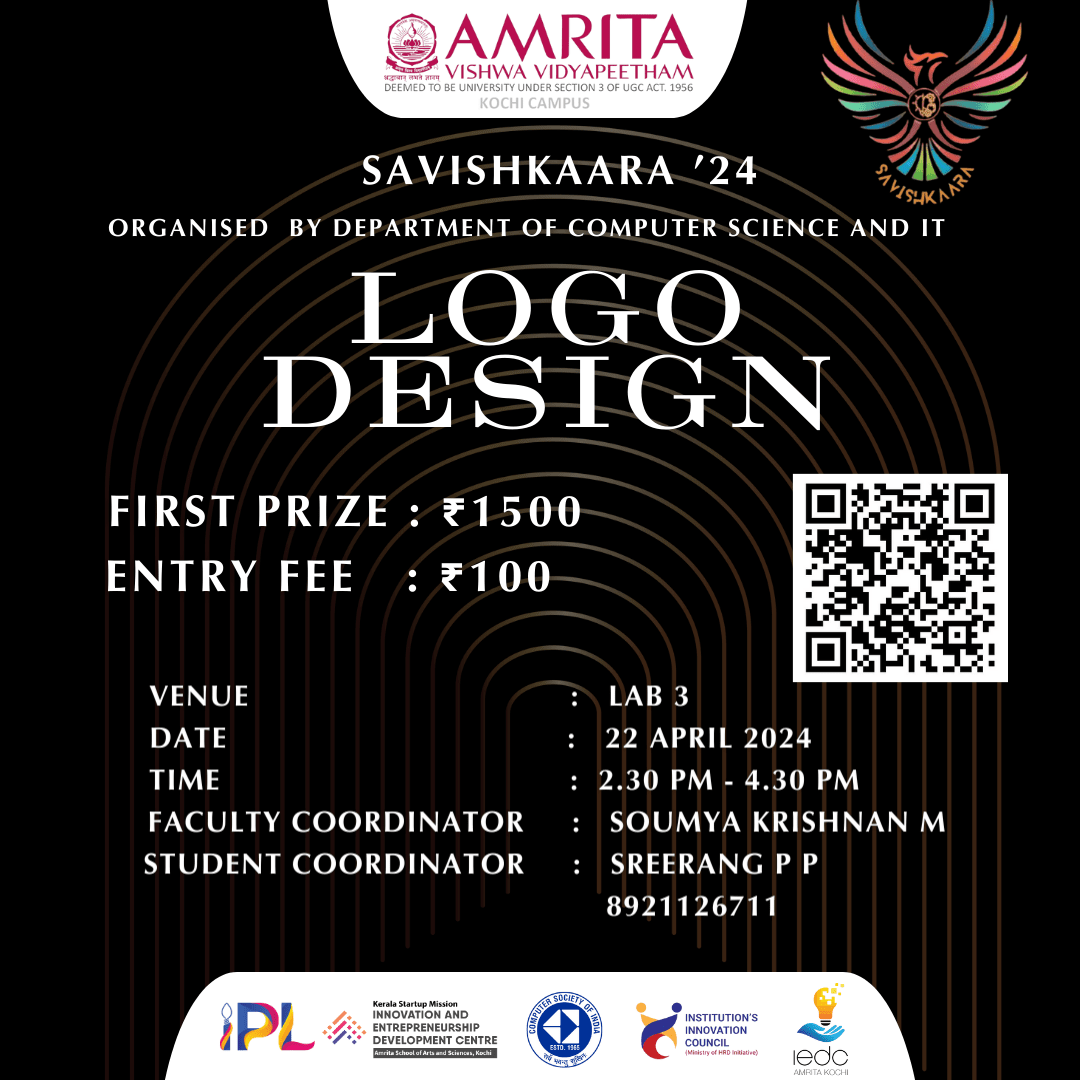 AMRITA
VISHWA VIDYAPEETHAM
श्रद्धावान् लभते ज्ञानम्
DEEMED TO BE UNIVERSITY UNDER SECTION 3 OF UGC ACT. 1956
KOCHI CAMPUS
SAVISHKAARA
SAVISHKAARA ’24
ORGANISED BY DEPARTMENT OF COMPUTER SCIENCE AND IT
LOGO
DESIGN
FIRST PRIZE : ₹1500
ENTRY FEE : ₹100
VENUE : LAB 3
DATE : 22 APRIL 2024
TIME : 2.30 PM - 4.30 PM
FACULTY COORDINATOR : SOUMYA KRISHNAN M
STUDENT COORDINATOR : SREERANG P P
8921126711
iPL
Kerala Startup Mission
INNOVATION AND
ENTREPRENEURSHIP
DEVELOPMENT CENTRE
Amrita School of Arts and Sciences, Kochi
COMPUTER SOCIETY OF INDIA
ESTD. 1965
INSTITUTION'S
INNOVATION
COUNCIL
(Ministry of HRD Initiative)
iedc
AMRITA KOCHI